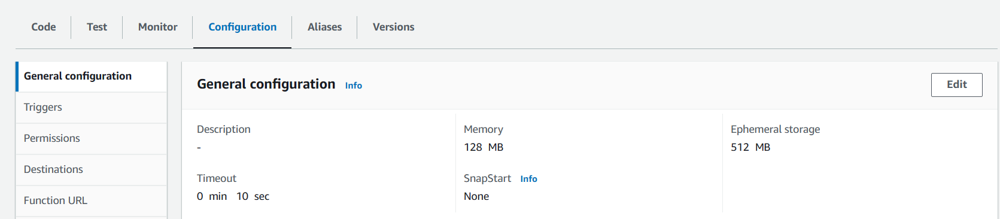 Code Test Monitor Configuration Aliases Versions
General configuration
Triggers
Permissions
Destinations
Function URL
General configuration Info Edit
Description Memory Ephemeral storage
- 128 MB 512 MB
Timeout SnapStart Info
0 min 10 sec None